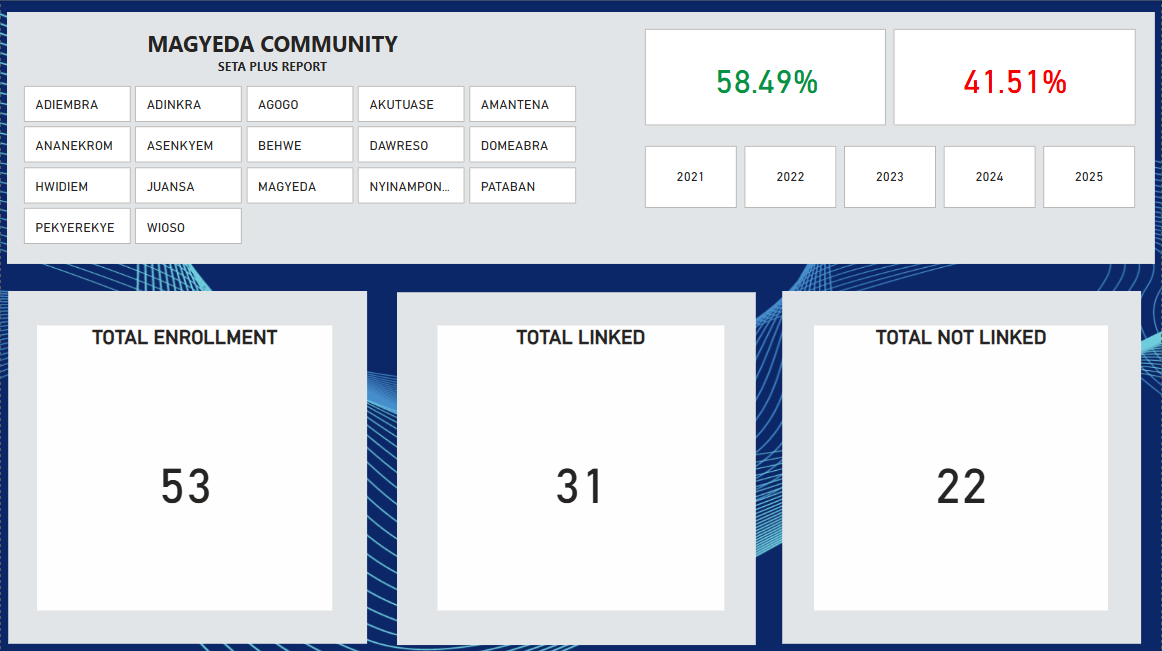 MAGYEDA COMMUNITY
SETA PLUS REPORT
ADIEMBRA ADINKRA AGOGO AKUTUASE AMANTENA
ANANEKROM ASENKYEM BEHWE DAWRESO DOMEABRA
HWIDIEM JUANSA MAGYEDA NYINAMPON... PATABAN
PEKYEREKYE WIOSO
58.49% 41.51%
2021 2022 2023 2024 2025
TOTAL ENROLLMENT
53
TOTAL LINKED
31
TOTAL NOT LINKED
22